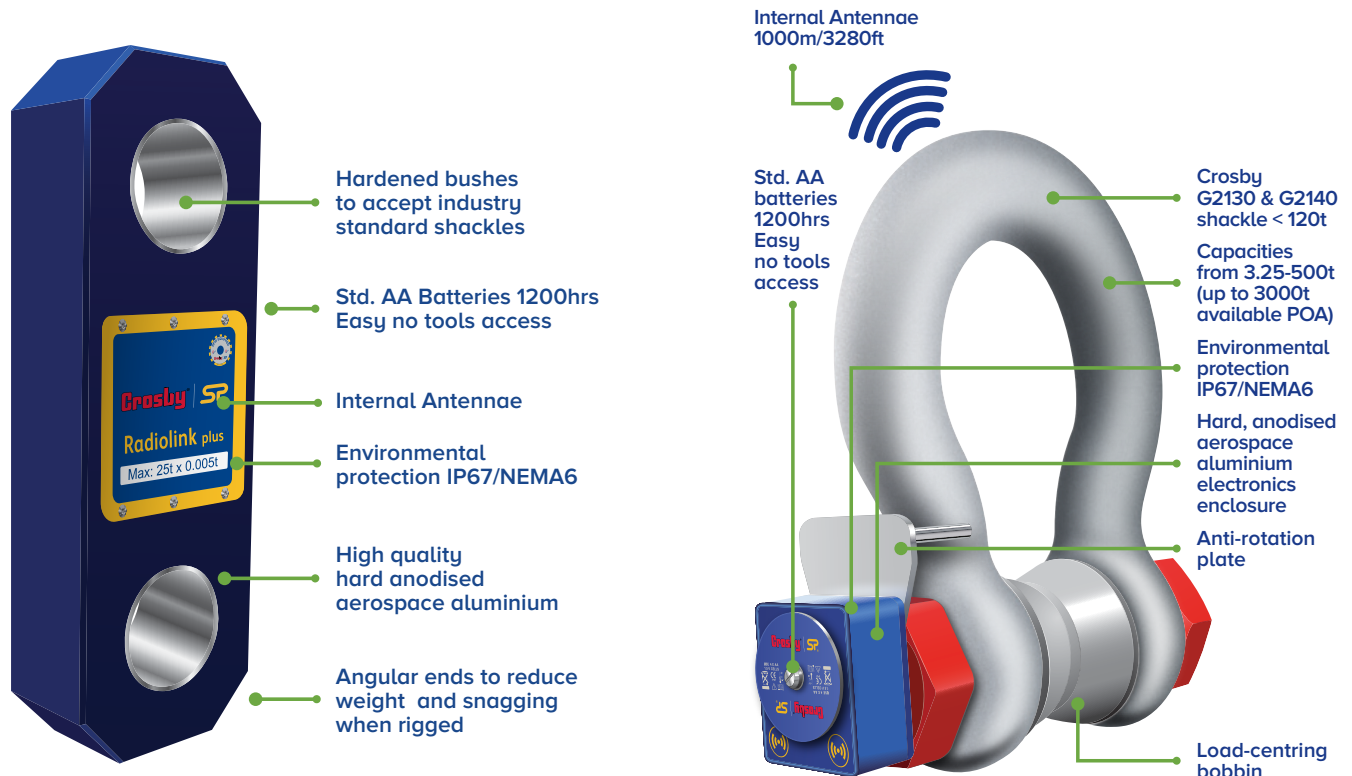 Hardened bushes
to accept industry
standard shackles
Std. AA Batteries 1200hrs
Easy no tools access
Crosby SP
Internal Antennae
Radiolink plus
Max: 25t x 0.005t
Environmental
protection IP67/NEMA6
High quality
hard anodised
aerospace aluminium
Angular ends to reduce
weight and snagging
when rigged
Internal Antennae
1000m/3280ft
Std. AA
batteries
1200hrs
Easy
no tools
access
Crosby
G2130 & G2140
shackle < 120t
Capacities
from 3.25-500t
(up to 3000t
available POA)
Environmental
protection
IP67/NEMA6
Hard, anodised
aerospace
aluminium
electronics
enclosure
Anti-rotation
plate
Crosby SP
Crosby SP
Load-centring
bobbin